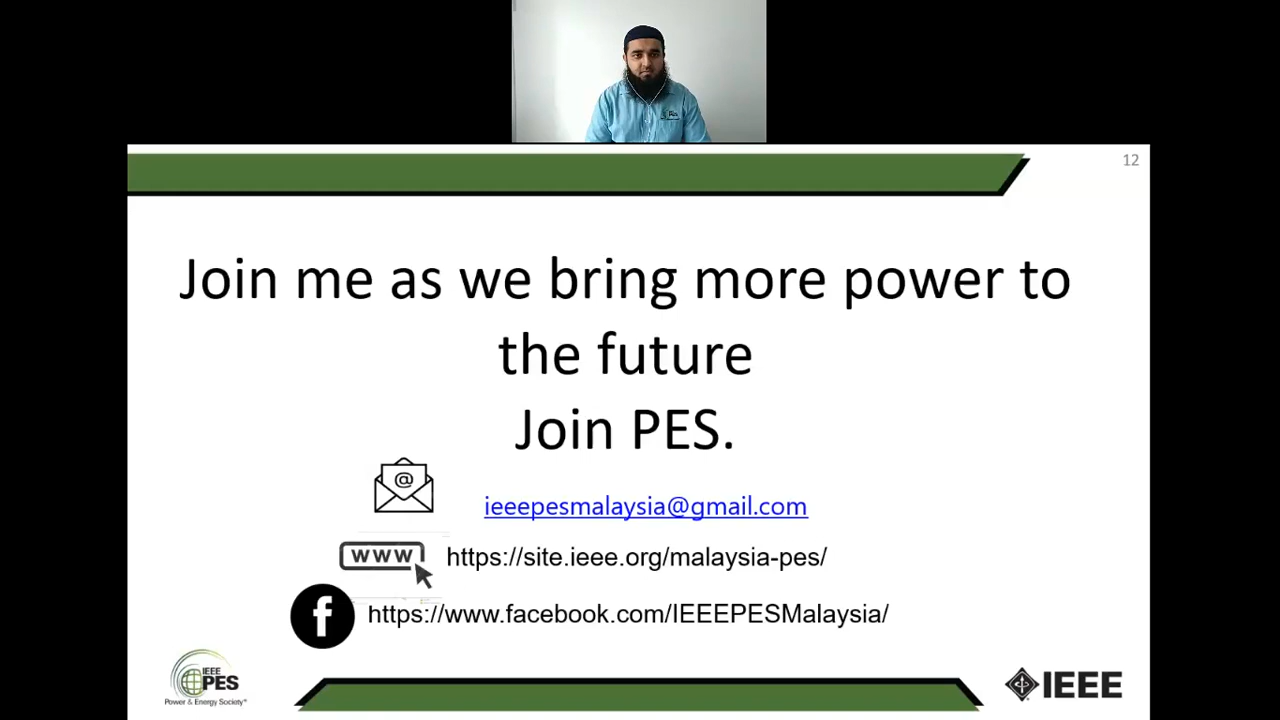 12
Join me as we bring more power to
the future
Join PES.
@
ieeepesmalaysia@gmail.com
www
https://site.ieee.org/malaysia-pes/
f
https://www.facebook.com/IEEEPESMalaysia/
IEEE
PES
Power & Energy Society™
IEEE